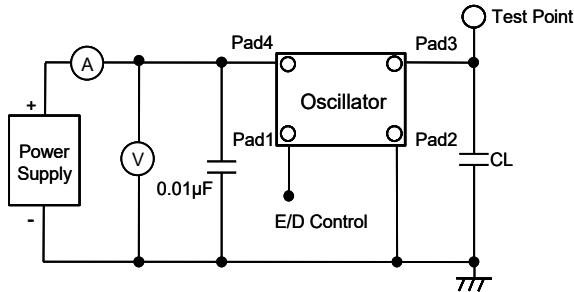 Test Point
Pad4
Pad3
A
Oscillator
+
Pad1
Pad2
Power
Supply
V
CL
0.01µF
-
E/D Control